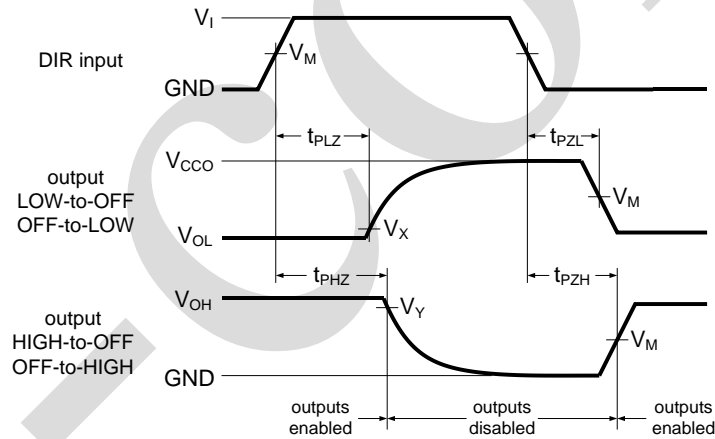 V_I
DIR input
V_M
GND
t_PLZ
t_PZL
V_CCO
output
LOW-to-OFF
OFF-to-LOW
V_M
V_OL
V_X
t_PHZ
t_PZH
V_OH
V_Y
output
HIGH-to-OFF
OFF-to-HIGH
V_M
GND
outputs
enabled
outputs
disabled
outputs
enabled